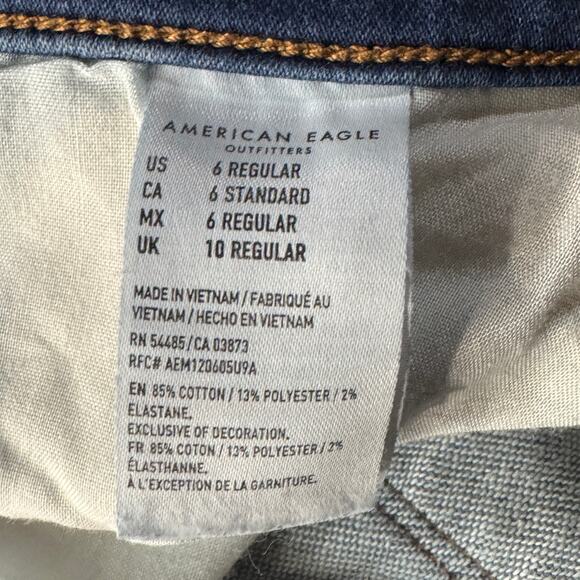 AMERICAN EAGLE
OUTFITTERS
US 6 REGULAR
CA 6 STANDARD
MX 6 REGULAR
UK 10 REGULAR
MADE IN VIETNAM / FABRIQUÉ AU
VIETNAM / HECHO EN VIETNAM
RN 54485 / CA 03873
RFC# AEM120605U9A
EN 85% COTTON / 13% POLYESTER / 2%
ELASTANE.
EXCLUSIVE OF DECORATION.
FR 85% COTON / 13% POLYESTER / 2%
ÉLASTHANNE.
À L'EXCEPTION DE LA GARNITURE.